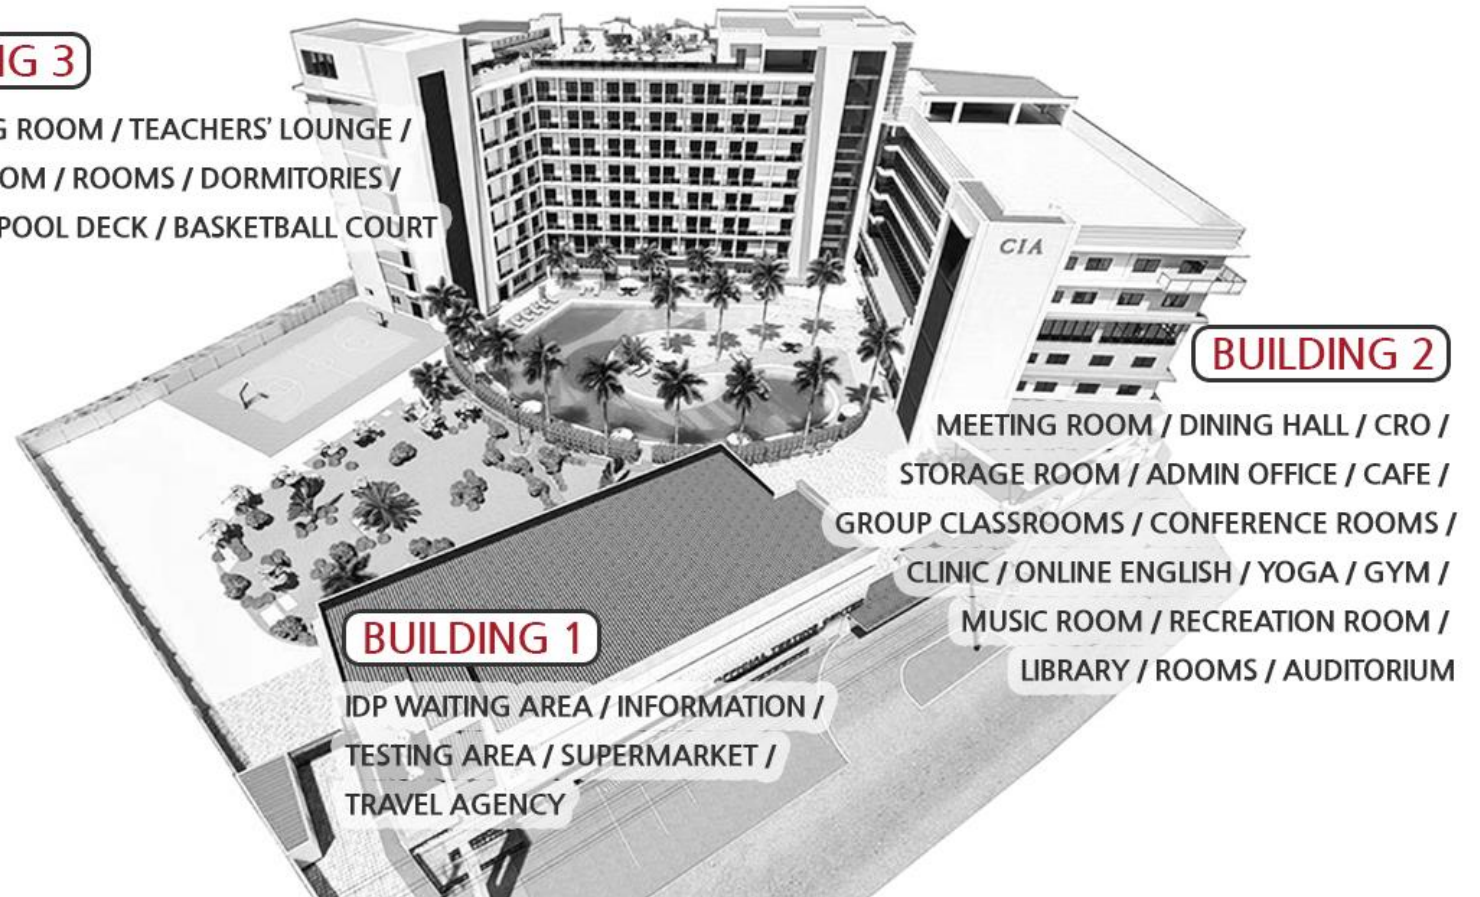 NG 3
G ROOM / TEACHERS' LOUNGE /
OM / ROOMS / DORMITORIES /
POOL DECK / BASKETBALL COURT
CIA
BUILDING 2
MEETING ROOM / DINING HALL / CRO /
STORAGE ROOM / ADMIN OFFICE / CAFE /
GROUP CLASSROOMS / CONFERENCE ROOMS /
CLINIC / ONLINE ENGLISH / YOGA / GYM /
MUSIC ROOM / RECREATION ROOM /
LIBRARY / ROOMS / AUDITORIUM
BUILDING 1
IDP WAITING AREA / INFORMATION /
TESTING AREA / SUPERMARKET /
TRAVEL AGENCY